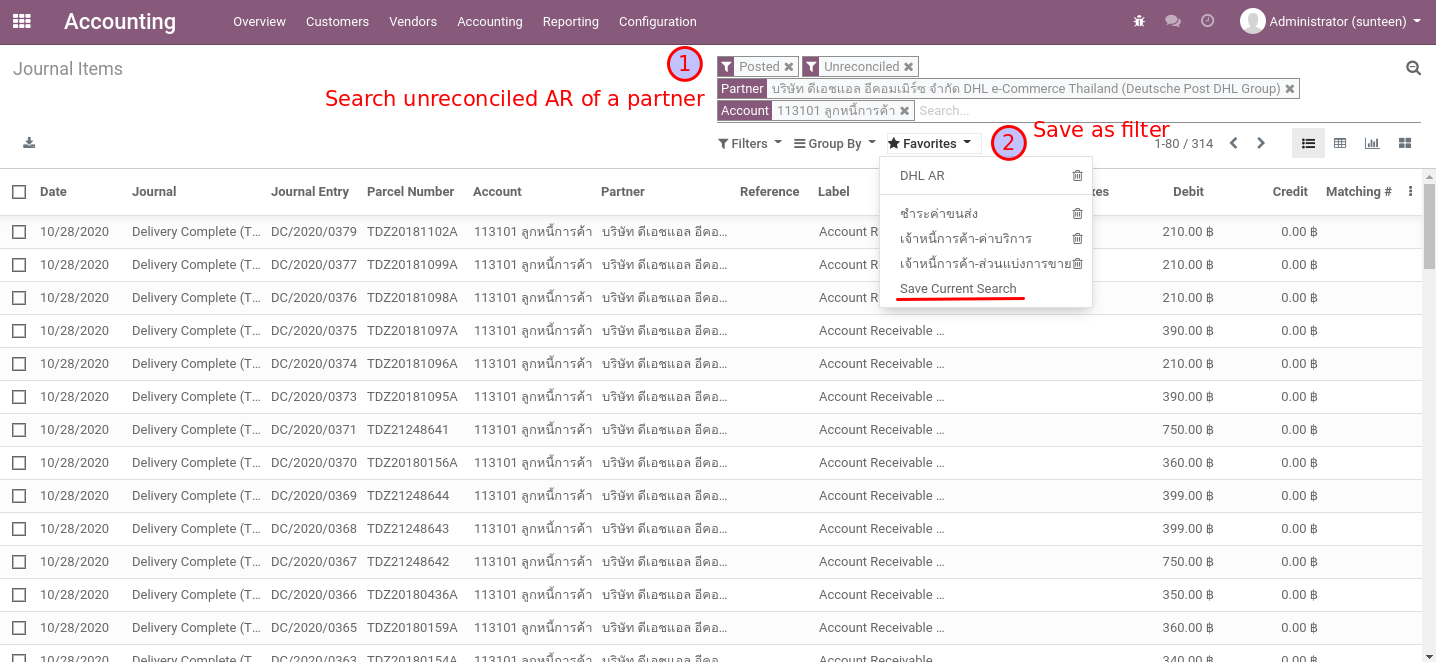 Accounting Overview Customers Vendors Accounting Reporting Configuration Administrator (sunteen)
Journal Items
1
Posted Unreconciled
Search unreconciled AR of a partner
Partner บริษัท ดีเอชแอล อีคอมเมิร์ซ จำกัด DHL e-Commerce Thailand (Deutsche Post DHL Group)
Account 113101 ลูกหนี้การค้า Search...
2 Save as filter
Filters Group By Favorites 1-80 / 314
DHL AR
ชำระค่าขนส่ง
เจ้าหนี้การค้า-ค่าบริการ
เจ้าหนี้การค้า-ส่วนแบ่งการขาย
Save Current Search
Date Journal Journal Entry Parcel Number Account Partner Reference Label Debit Credit Matching #
10/28/2020 Delivery Complete (T... DC/2020/0379 TDZ20181102A 113101 ลูกหนี้การค้า บริษัท ดีเอชแอล อีคอ... Account R 210.00 ฿ 0.00 ฿
10/28/2020 Delivery Complete (T... DC/2020/0377 TDZ20181099A 113101 ลูกหนี้การค้า บริษัท ดีเอชแอล อีคอ... Account R 210.00 ฿ 0.00 ฿
10/28/2020 Delivery Complete (T... DC/2020/0376 TDZ20181098A 113101 ลูกหนี้การค้า บริษัท ดีเอชแอล อีคอ... Account R 210.00 ฿ 0.00 ฿
10/28/2020 Delivery Complete (T... DC/2020/0375 TDZ20181097A 113101 ลูกหนี้การค้า บริษัท ดีเอชแอล อีคอ... Account Receivable ... 390.00 ฿ 0.00 ฿
10/28/2020 Delivery Complete (T... DC/2020/0374 TDZ20181096A 113101 ลูกหนี้การค้า บริษัท ดีเอชแอล อีคอ... Account Receivable ... 210.00 ฿ 0.00 ฿
10/28/2020 Delivery Complete (T... DC/2020/0373 TDZ20181095A 113101 ลูกหนี้การค้า บริษัท ดีเอชแอล อีคอ... Account Receivable ... 390.00 ฿ 0.00 ฿
10/28/2020 Delivery Complete (T... DC/2020/0371 TDZ21248641 113101 ลูกหนี้การค้า บริษัท ดีเอชแอล อีคอ... Account Receivable ... 750.00 ฿ 0.00 ฿
10/28/2020 Delivery Complete (T... DC/2020/0370 TDZ20180156A 113101 ลูกหนี้การค้า บริษัท ดีเอชแอล อีคอ... Account Receivable ... 360.00 ฿ 0.00 ฿
10/28/2020 Delivery Complete (T... DC/2020/0369 TDZ21248644 113101 ลูกหนี้การค้า บริษัท ดีเอชแอล อีคอ... Account Receivable ... 399.00 ฿ 0.00 ฿
10/28/2020 Delivery Complete (T... DC/2020/0368 TDZ21248643 113101 ลูกหนี้การค้า บริษัท ดีเอชแอล อีคอ... Account Receivable ... 399.00 ฿ 0.00 ฿
10/28/2020 Delivery Complete (T... DC/2020/0367 TDZ21248642 113101 ลูกหนี้การค้า บริษัท ดีเอชแอล อีคอ... Account Receivable ... 750.00 ฿ 0.00 ฿
10/28/2020 Delivery Complete (T... DC/2020/0366 TDZ20180436A 113101 ลูกหนี้การค้า บริษัท ดีเอชแอล อีคอ... Account Receivable ... 350.00 ฿ 0.00 ฿
10/28/2020 Delivery Complete (T... DC/2020/0365 TDZ20180159A 113101 ลูกหนี้การค้า บริษัท ดีเอชแอล อีคอ... Account Receivable ... 360.00 ฿ 0.00 ฿
10/28/2020 Delivery Complete (T... DC/2020/0363 TDZ20180154A 113101 ลูกหนี้การค้า บริษัท ดีเอชแอล อีคอ... Account Receivable ... 340.00 ฿ 0.00 ฿